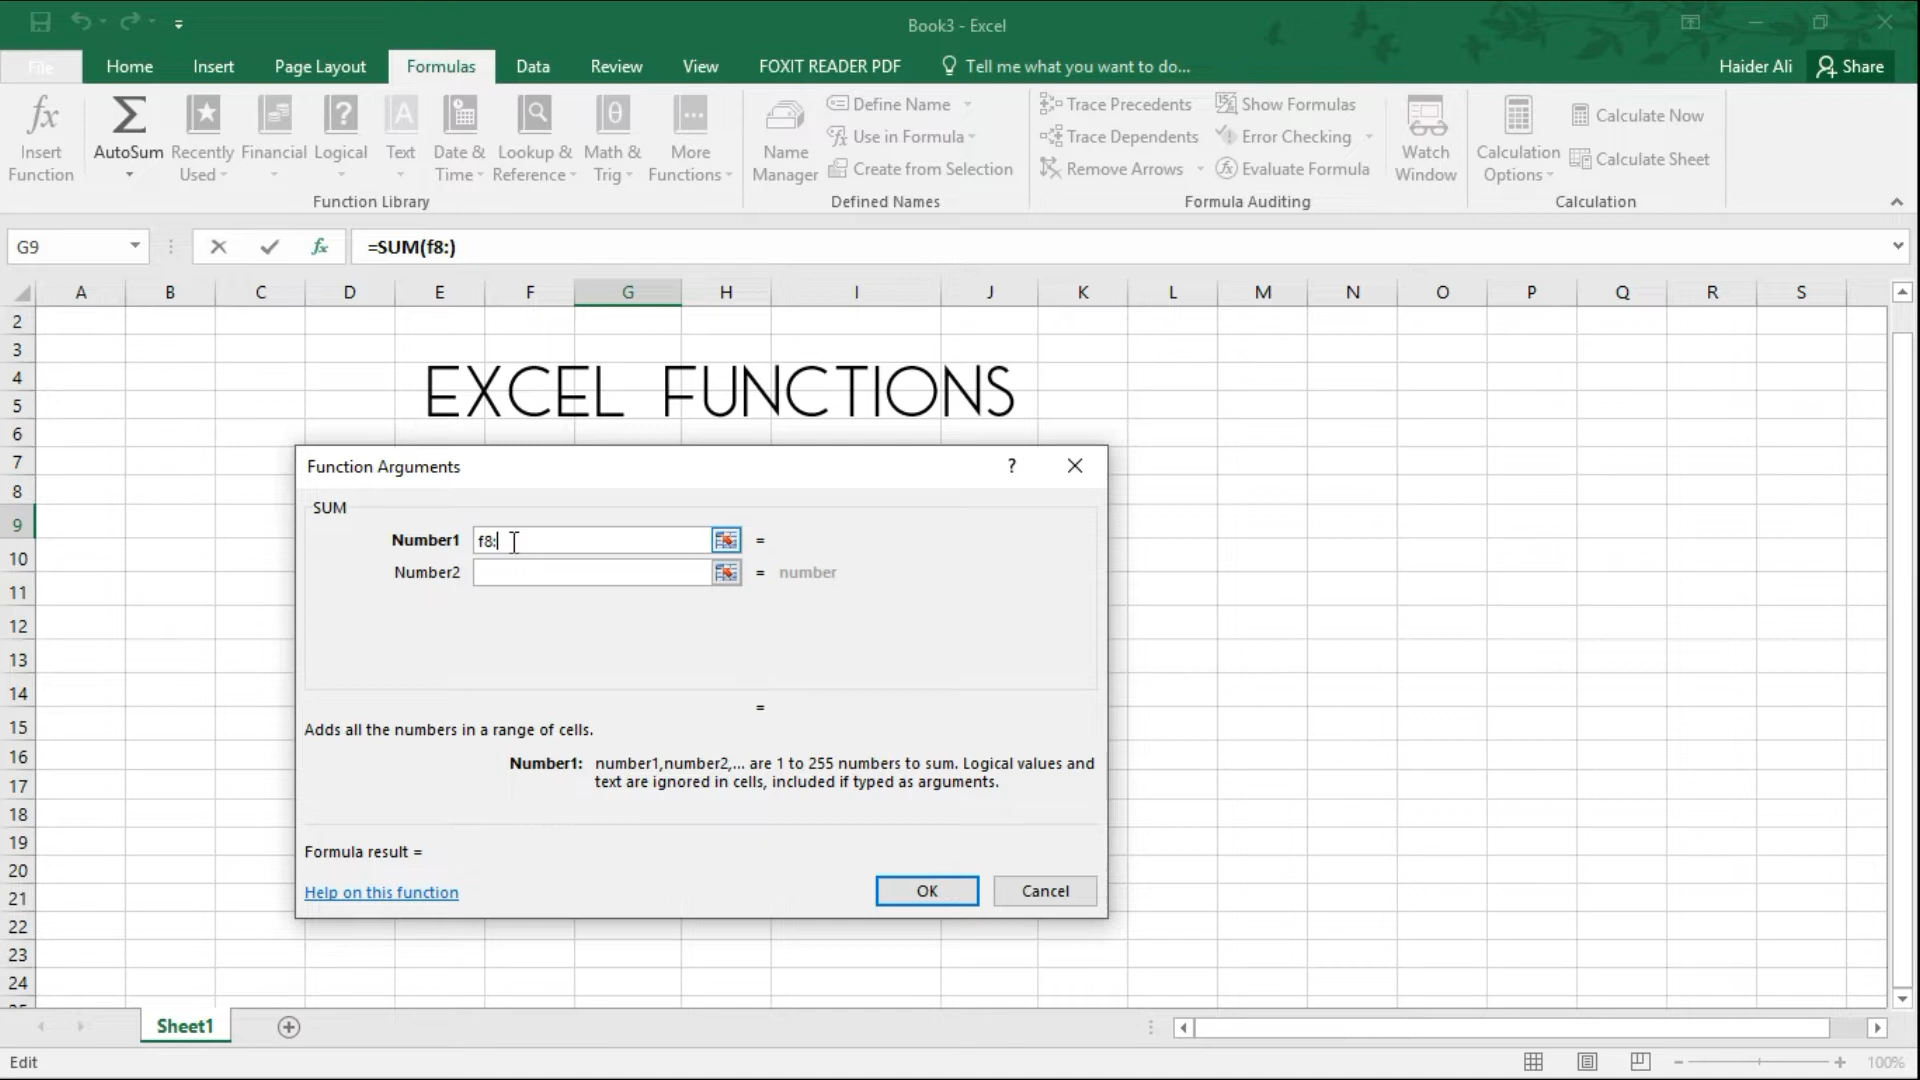 Book3 - Excel
File Home Insert Page Layout Formulas Data Review View FOXIT READER PDF Tell me what you want to do... Haider Ali Share
Insert Function
AutoSum
Recently Used
Financial
Logical
Text
Date & Time
Lookup & Reference
Math & Trig
More Functions
Function Library
Name Manager
Define Name
Use in Formula
Create from Selection
Defined Names
Trace Precedents
Trace Dependents
Remove Arrows
Show Formulas
Error Checking
Evaluate Formula
Formula Auditing
Watch Window
Calculation Options
Calculate Now
Calculate Sheet
Calculation
G9 fx =SUM(f8:)
A B C D E F G H I J K L M N O P Q R S
2
3
4
5
6
7
8
9
10
11
12
13
14
15
16
17
18
19
20
21
22
23
24
EXCEL FUNCTIONS
Function Arguments ?
SUM
Number1 f8: =
Number2 = number
=
Adds all the numbers in a range of cells.
Number1: number1,number2,... are 1 to 255 numbers to sum. Logical values and
text are ignored in cells, included if typed as arguments.
Formula result =
Help on this function OK Cancel
Sheet1
Edit 100%